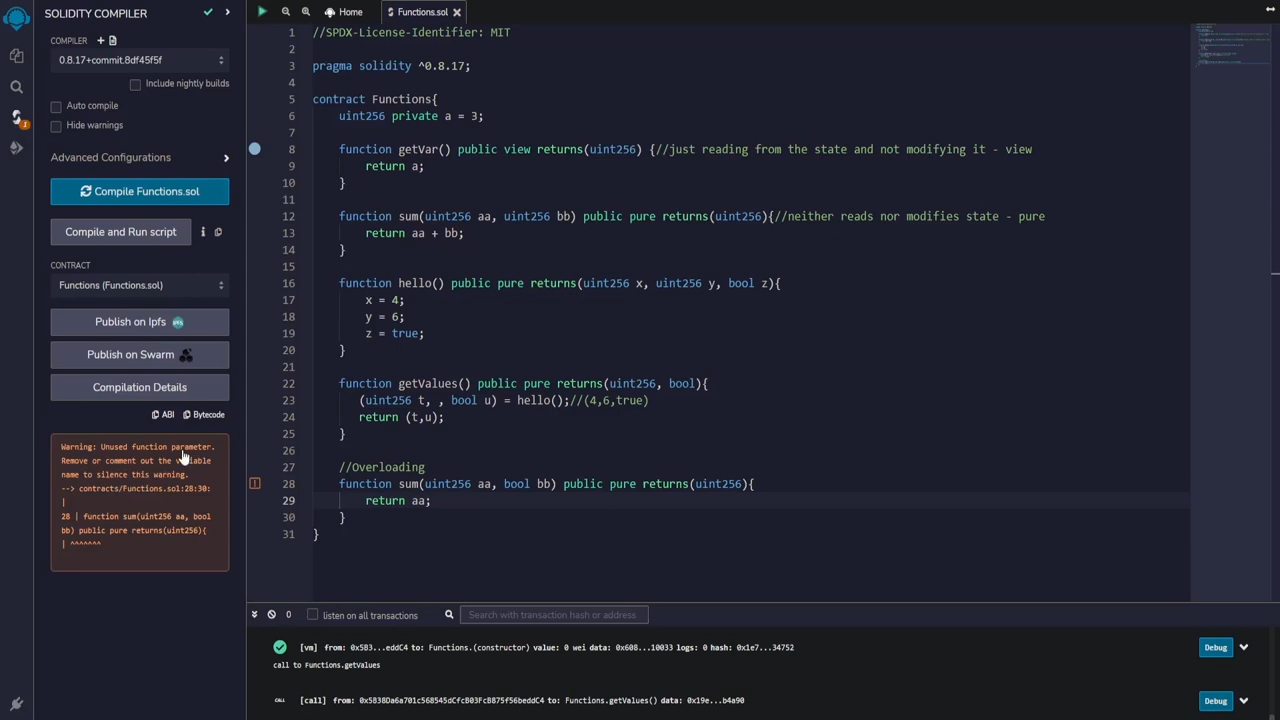 SOLIDITY COMPILER
COMPILER
0.8.17+commit.8df45f5f
Include nightly builds
Auto compile
Hide warnings
Advanced Configurations
Compile Functions.sol
Compile and Run script
i
CONTRACT
Functions (Functions.sol)
Publish on Ipfs
Publish on Swarm
Compilation Details
ABI Bytecode
Warning: Unused function parameter.
Remove or comment out the variable
name to silence this warning.
--> contracts/Functions.sol:28:30:
|
28 | function sum(uint256 aa, bool
bb) public pure returns(uint256){
| ^^^^^^^
1
Home
Functions.sol
1 //SPDX-License-Identifier: MIT
2
3 pragma solidity ^0.8.17;
4
5 contract Functions{
6 uint256 private a = 3;
7
8 function getVar() public view returns(uint256) {//just reading from the state and not modifying it - view
9 return a;
10 }
11
12 function sum(uint256 aa, uint256 bb) public pure returns(uint256){//neither reads nor modifies state - pure
13 return aa + bb;
14 }
15
16 function hello() public pure returns(uint256 x, uint256 y, bool z){
17 x = 4;
18 y = 6;
19 z = true;
20 }
21
22 function getValues() public pure returns(uint256, bool){
23 (uint256 t, , bool u) = hello();//(4,6,true)
24 return (t,u);
25 }
26
27 //Overloading
28 function sum(uint256 aa, bool bb) public pure returns(uint256){
29 return aa;
30 }
31 }
0 listen on all transactions Search with transaction hash or address
[vm] from: 0x5B3...eddC4 to: Functions.(constructor) value: 0 wei data: 0x608...10033 logs: 0 hash: 0x1e7...34752 Debug
call to Functions.getValues
CALL [call] from: 0x5B38Da6a701c568545dCfcB03FcB875f56beddC4 to: Functions.getValues() data: 0x19e...b4a90 Debug